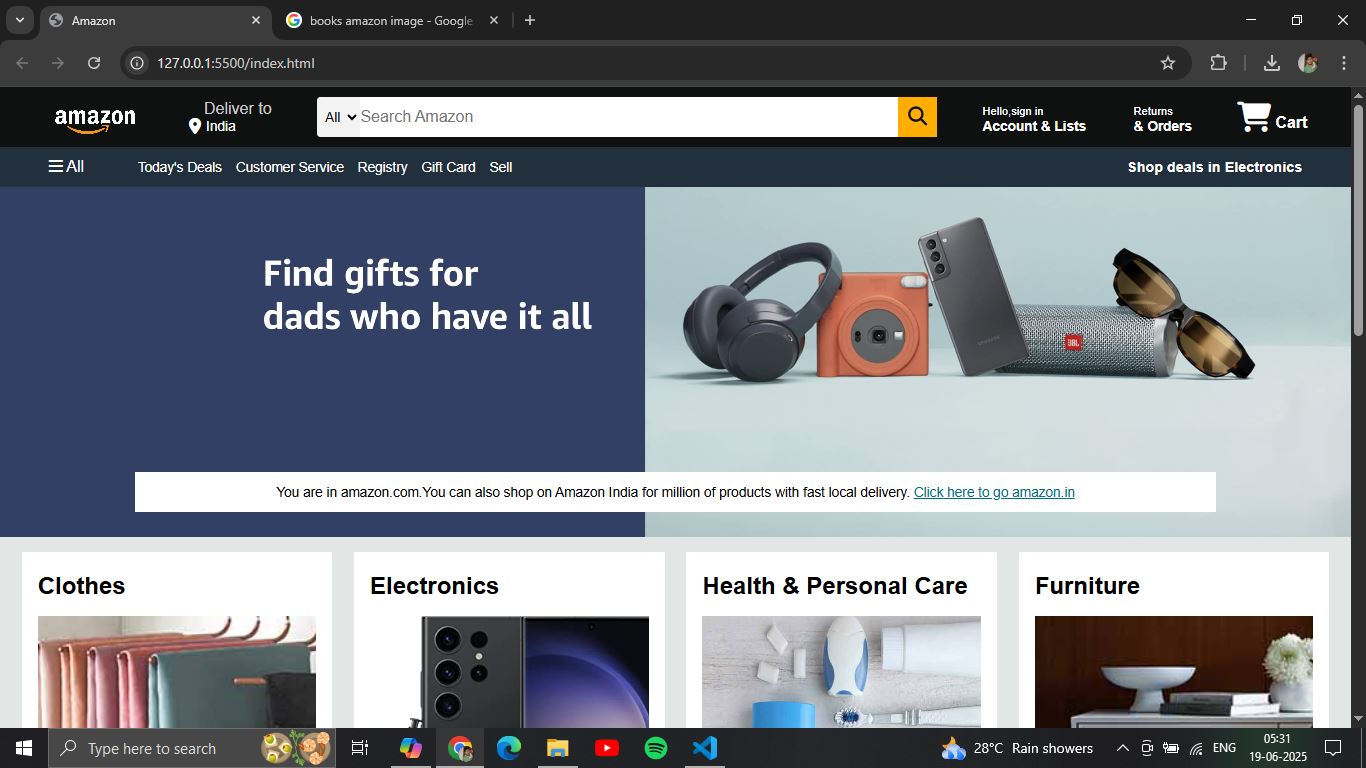 Amazon
books amazon image - Google
127.0.0.1:5500/index.html
amazon
Deliver to
India
All
Search Amazon
Hello,sign in
Account & Lists
Returns
& Orders
Cart
All
Today's Deals
Customer Service
Registry
Gift Card
Sell
Shop deals in Electronics
Find gifts for
dads who have it all
SAMSUNG
JBL
You are in amazon.com.You can also shop on Amazon India for million of products with fast local delivery. Click here to go amazon.in
Clothes
Electronics
Health & Personal Care
Furniture
Type here to search
28°C Rain showers
ENG
05:31
19-06-2025